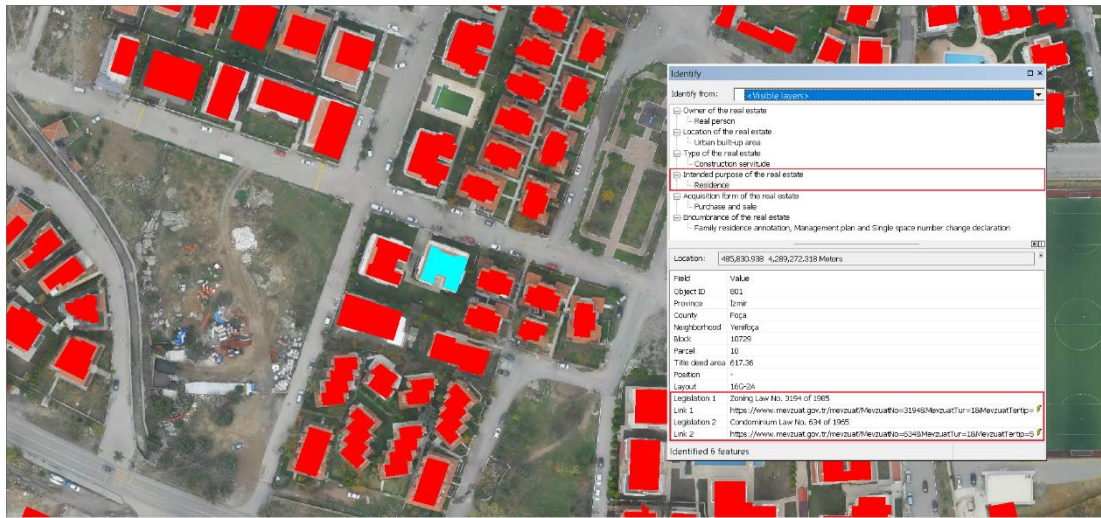 Identify
Identify from: <Visible layers>
Owner of the real estate
Real person
Location of the real estate
Urban built-up area
Type of the real estate
Construction servitude
Intended purpose of the real estate
Residence
Acquisition form of the real estate
Purchase and sale
Encumbrance of the real estate
Family residence annotation, Management plan and Single space number change declaration
Location: 485,830.938 4,289,272.318 Meters
Field Value
Object ID 801
Province İzmir
County Foça
Neighborhood Yenifoça
Block 10729
Parcel 10
Title deed area 617.36
Position -
Layout 16G-2A
Legislation 1 Zoning Law No. 3194 of 1985
Link 1 https://www.mevzuat.gov.tr/mevzuat?MevzuatNo=3194&MevzuatTur=1&MevzuatTertip=
Legislation 2 Condominium Law No. 634 of 1965
Link 2 https://www.mevzuat.gov.tr/mevzuat?MevzuatNo=634&MevzuatTur=1&MevzuatTertip=5
Identified 6 features